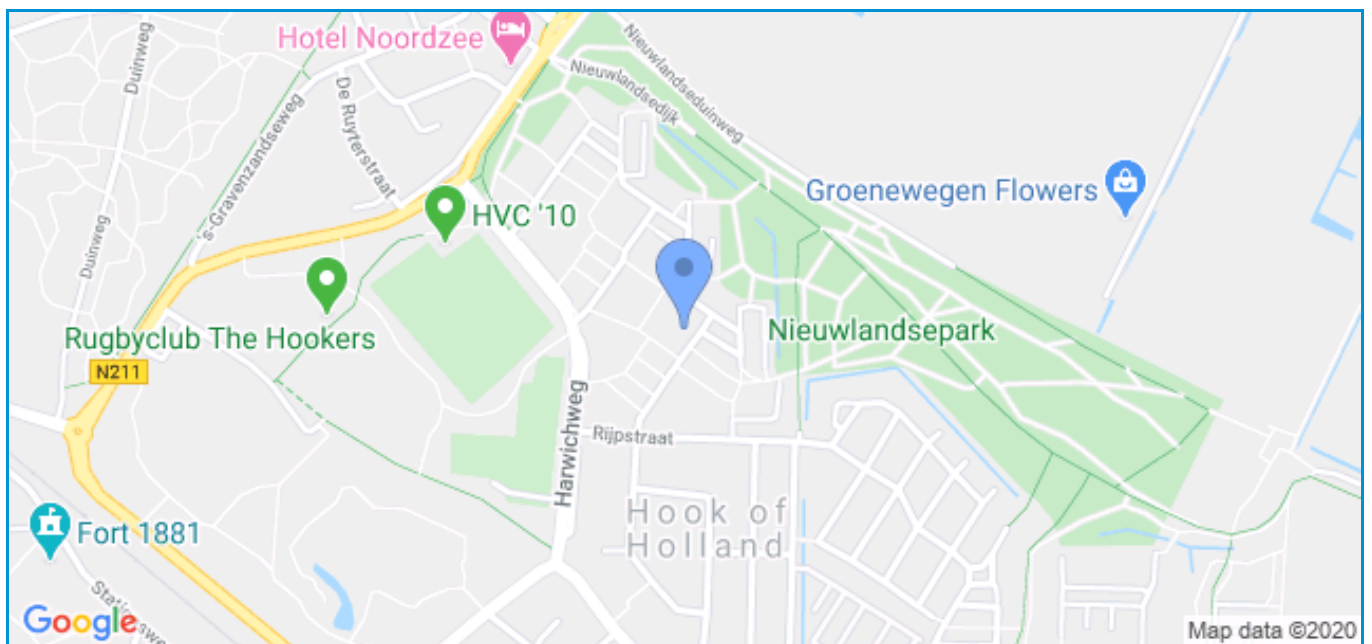 Duinweg
Hotel Noordzee
Nieuwlandseduinweg
Nieuwlandsedijk
De Ruyterstraat
's-Gravenzandseweg
Groenewegen Flowers
HVC '10
Duinweg
Rugbyclub The Hookers
Nieuwlandsepark
N211
Harwichweg
Rijpstraat
Hook of
Holland
Fort 1881
Google
Map data ©2020